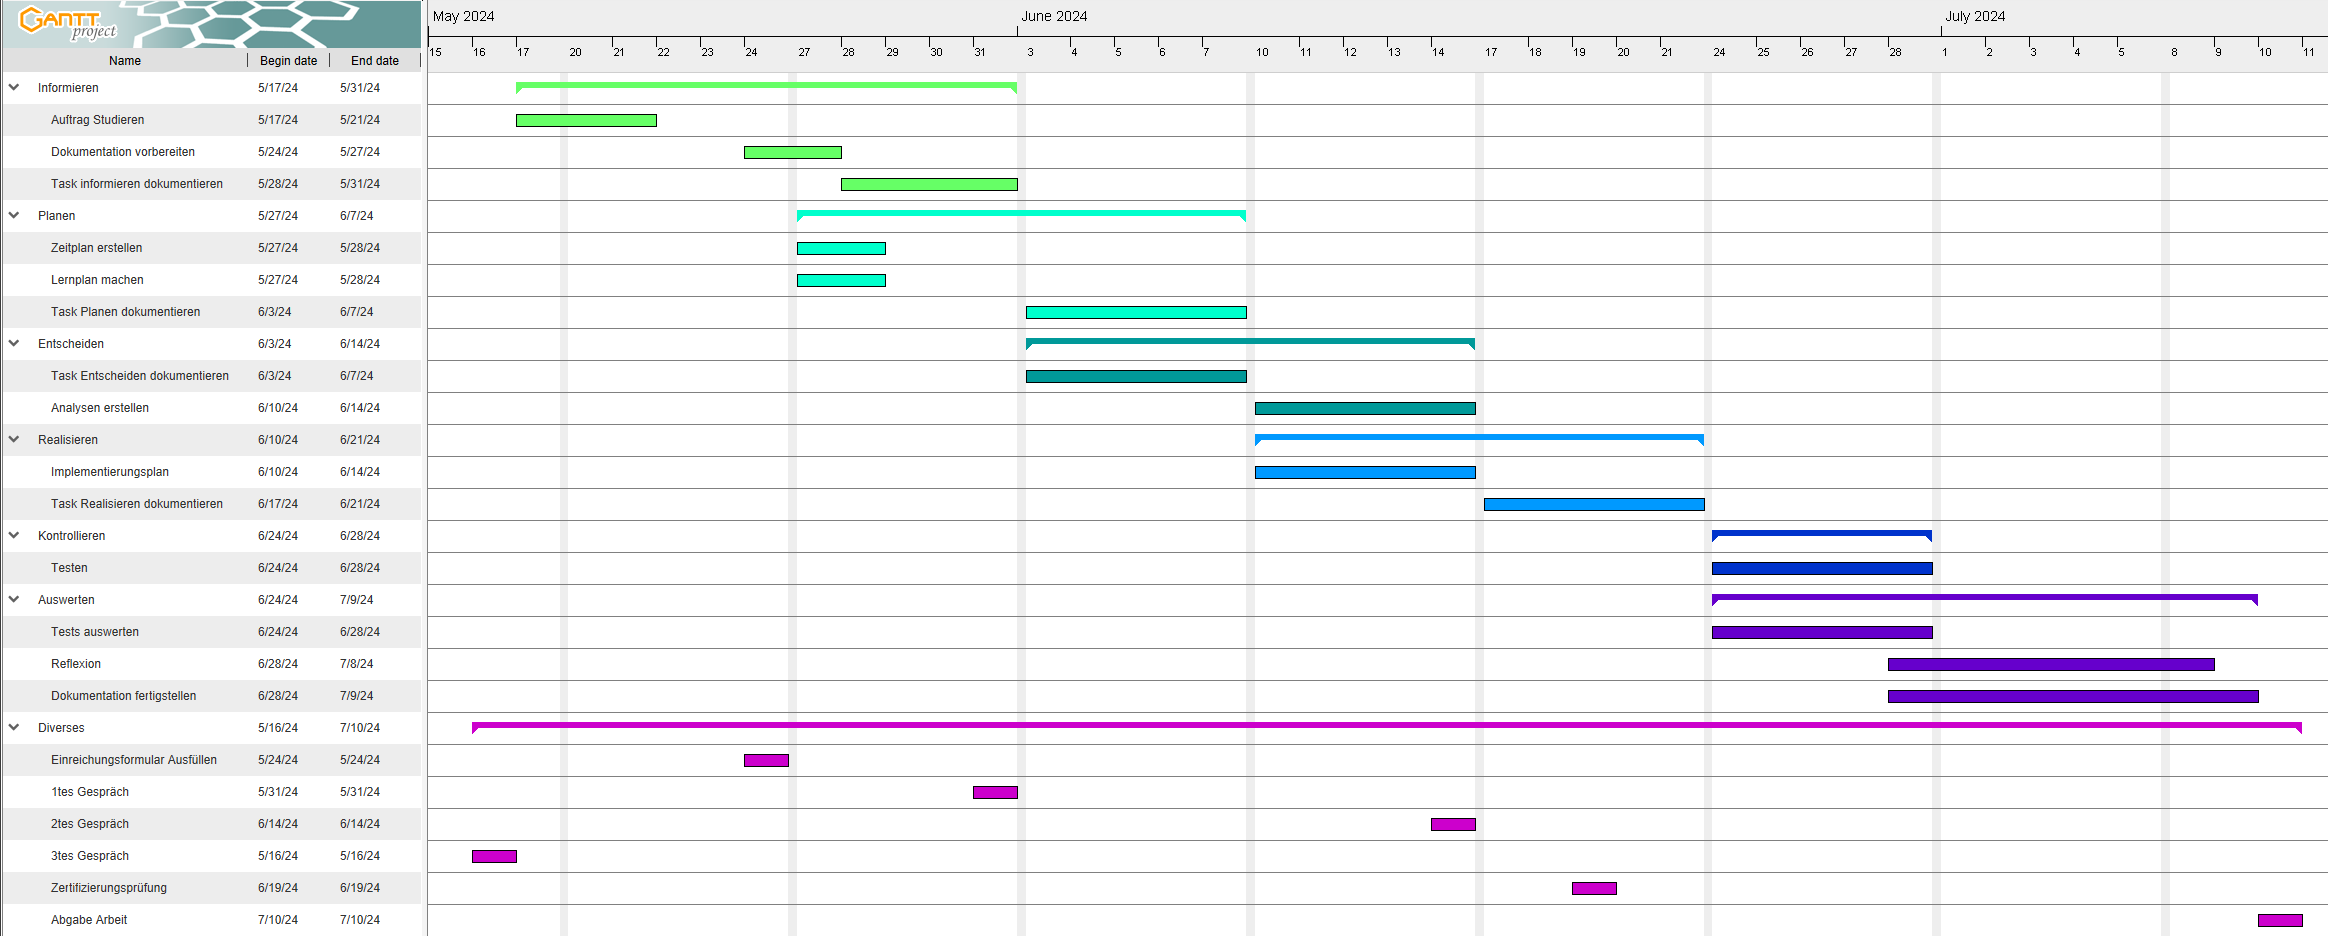 GANTT project
May 2024 June 2024 July 2024
15 16 17 20 21 22 23 24 27 28 29 30 31 3 4 5 6 7 10 11 12 13 14 17 18 19 20 21 24 25 26 27 28 1 2 3 4 5 8 9 10 11
Name Begin date End date
Informieren 5/17/24 5/31/24
Auftrag Studieren 5/17/24 5/21/24
Dokumentation vorbereiten 5/24/24 5/27/24
Task informieren dokumentieren 5/28/24 5/31/24
Planen 5/27/24 6/7/24
Zeitplan erstellen 5/27/24 5/28/24
Lernplan machen 5/27/24 5/28/24
Task Planen dokumentieren 6/3/24 6/7/24
Entscheiden 6/3/24 6/14/24
Task Entscheiden dokumentieren 6/3/24 6/7/24
Analysen erstellen 6/10/24 6/14/24
Realisieren 6/10/24 6/21/24
Implementierungsplan 6/10/24 6/14/24
Task Realisieren dokumentieren 6/17/24 6/21/24
Kontrollieren 6/24/24 6/28/24
Testen 6/24/24 6/28/24
Auswerten 6/24/24 7/9/24
Tests auswerten 6/24/24 6/28/24
Reflexion 6/28/24 7/8/24
Dokumentation fertigstellen 6/28/24 7/9/24
Diverses 5/16/24 7/10/24
Einreichungsformular Ausfüllen 5/24/24 5/24/24
1tes Gespräch 5/31/24 5/31/24
2tes Gespräch 6/14/24 6/14/24
3tes Gespräch 5/16/24 5/16/24
Zertifizierungsprüfung 6/19/24 6/19/24
Abgabe Arbeit 7/10/24 7/10/24